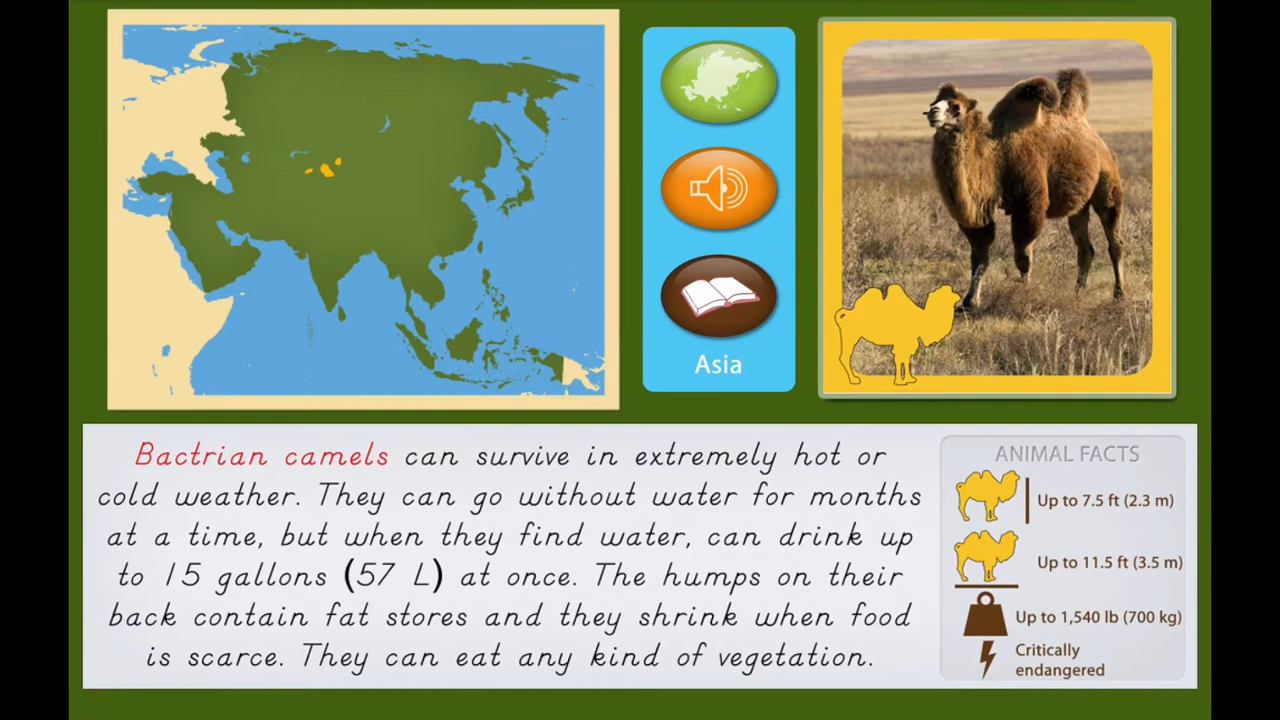 Asia
Bactrian camels can survive in extremely hot or
cold weather. They can go without water for months
at a time, but when they find water, can drink up
to 15 gallons (57 L) at once. The humps on their
back contain fat stores and they shrink when food
is scarce. They can eat any kind of vegetation.
ANIMAL FACTS
Up to 7.5 ft (2.3 m)
Up to 11.5 ft (3.5 m)
Up to 1,540 lb (700 kg)
Critically
endangered